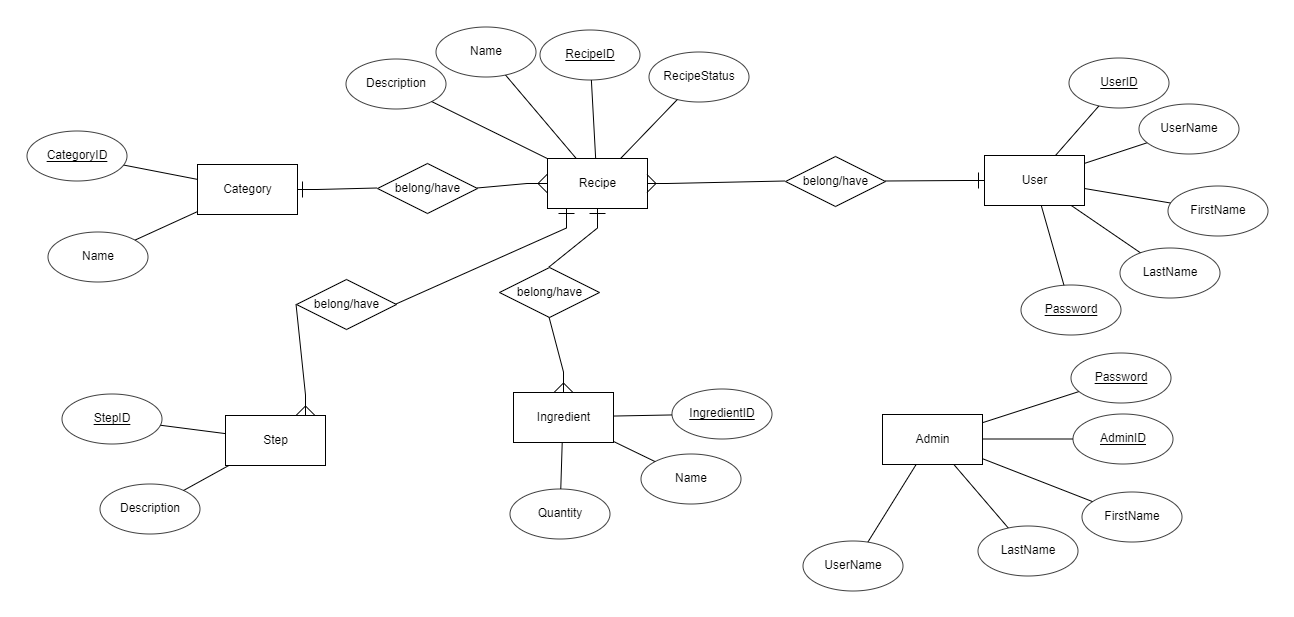 Name
RecipeID
Description
RecipeStatus
UserID
UserName
CategoryID
Category
belong/have
Recipe
belong/have
User
FirstName
Name
LastName
belong/have
belong/have
Password
Password
StepID
Step
Ingredient
IngredientID
Admin
AdminID
Name
Description
Quantity
FirstName
LastName
UserName